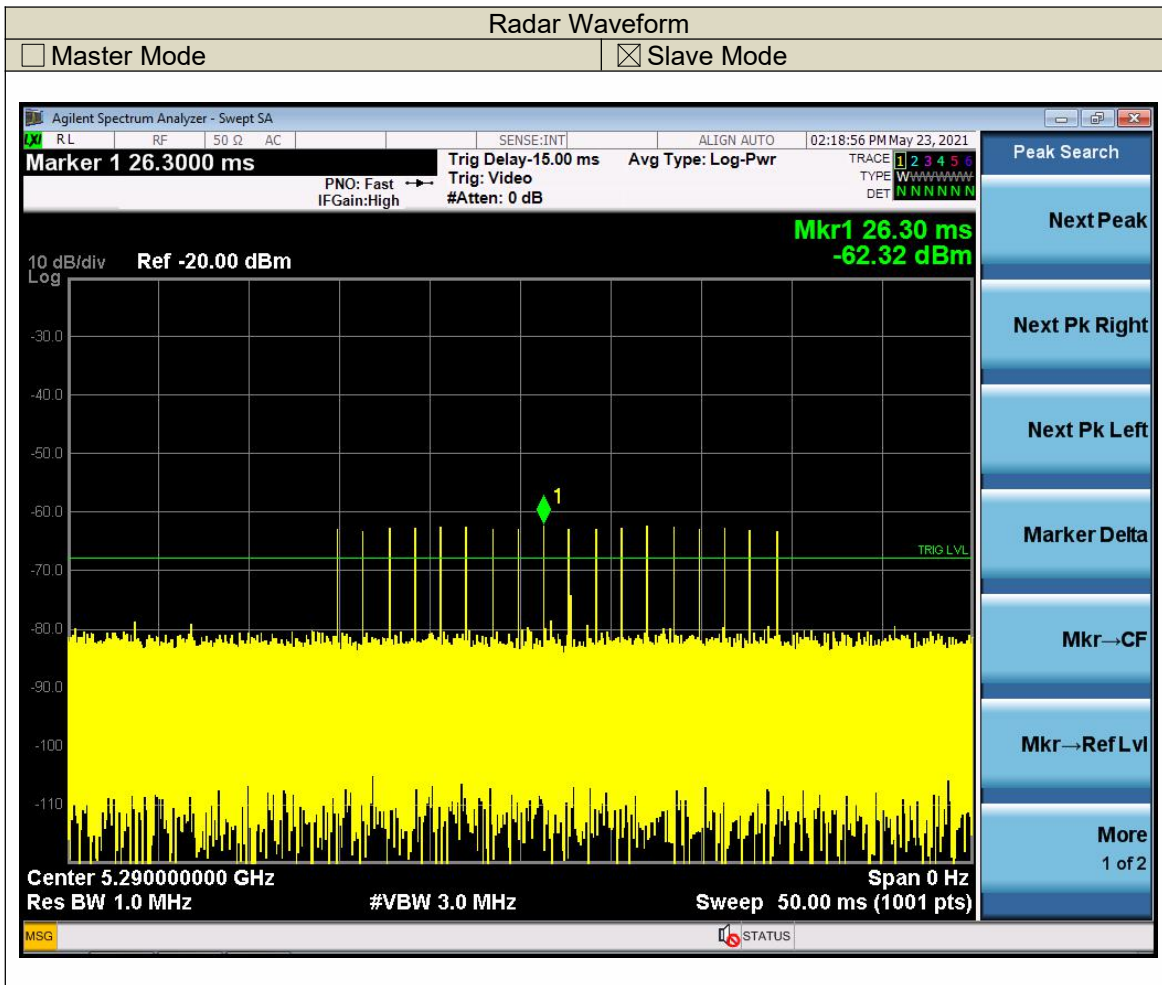 Radar Waveform
☐ Master Mode ☒ Slave Mode
Agilent Spectrum Analyzer - Swept SA
LXI RL RF 50 Ω AC SENSE:INT ALIGN AUTO 02:18:56 PM May 23, 2021
Marker 1 26.3000 ms
PNO: Fast
IFGain:High
Trig Delay-15.00 ms
Trig: Video
#Atten: 0 dB
Avg Type: Log-Pwr
TRACE 1 2 3 4 5 6
TYPE WWWWWW
DET N N N N N N
Mkr1 26.30 ms
-62.32 dBm
10 dB/div Ref -20.00 dBm
Log
-30.0
-40.0
-50.0
-60.0
-70.0
-80.0
-90.0
-100
-110
1
TRIG LVL
Center 5.290000000 GHz Span 0 Hz
Res BW 1.0 MHz #VBW 3.0 MHz Sweep 50.00 ms (1001 pts)
MSG STATUS
Peak Search
Next Peak
Next Pk Right
Next Pk Left
Marker Delta
Mkr→CF
Mkr→Ref Lvl
More
1 of 2